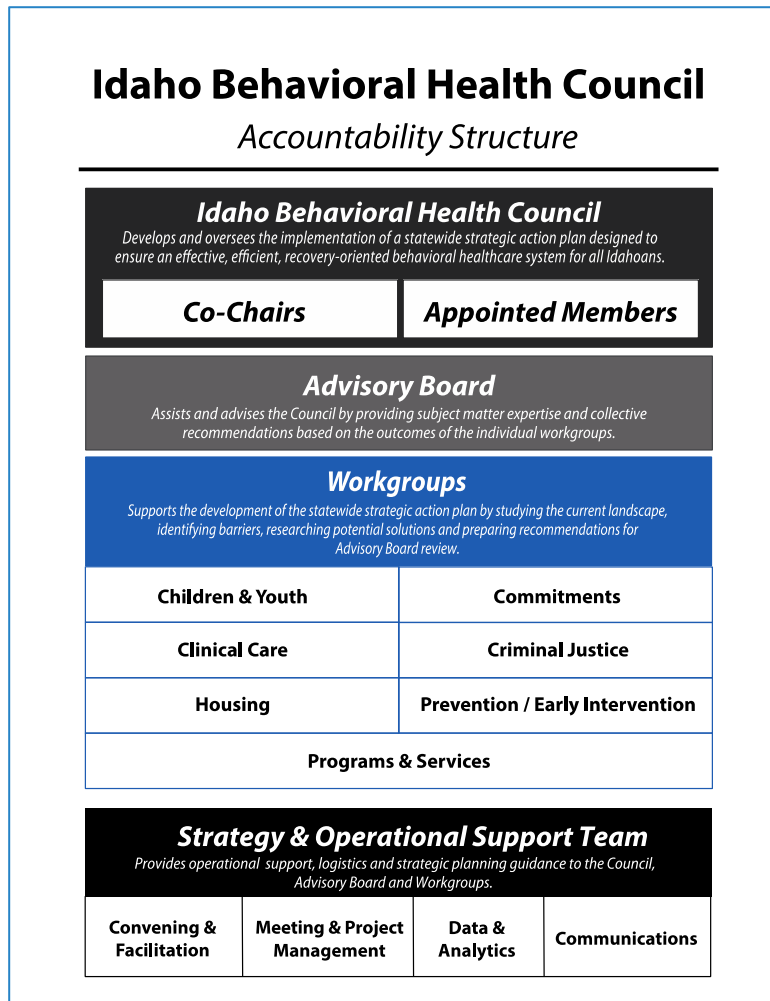 Idaho Behavioral Health Council
Accountability Structure
Idaho Behavioral Health Council
Develops and oversees the implementation of a statewide strategic action plan designed to
ensure an effective, efficient, recovery-oriented behavioral healthcare system for all Idahoans.
Co-Chairs
Appointed Members
Advisory Board
Assists and advises the Council by providing subject matter expertise and collective
recommendations based on the outcomes of the individual workgroups.
Workgroups
Supports the development of the statewide strategic action plan by studying the current landscape,
identifying barriers, researching potential solutions and preparing recommendations for
Advisory Board review.
Children & Youth
Commitments
Clinical Care
Criminal Justice
Housing
Prevention / Early Intervention
Programs & Services
Strategy & Operational Support Team
Provides operational support, logistics and strategic planning guidance to the Council,
Advisory Board and Workgroups.
Convening &
Facilitation
Meeting & Project
Management
Data &
Analytics
Communications